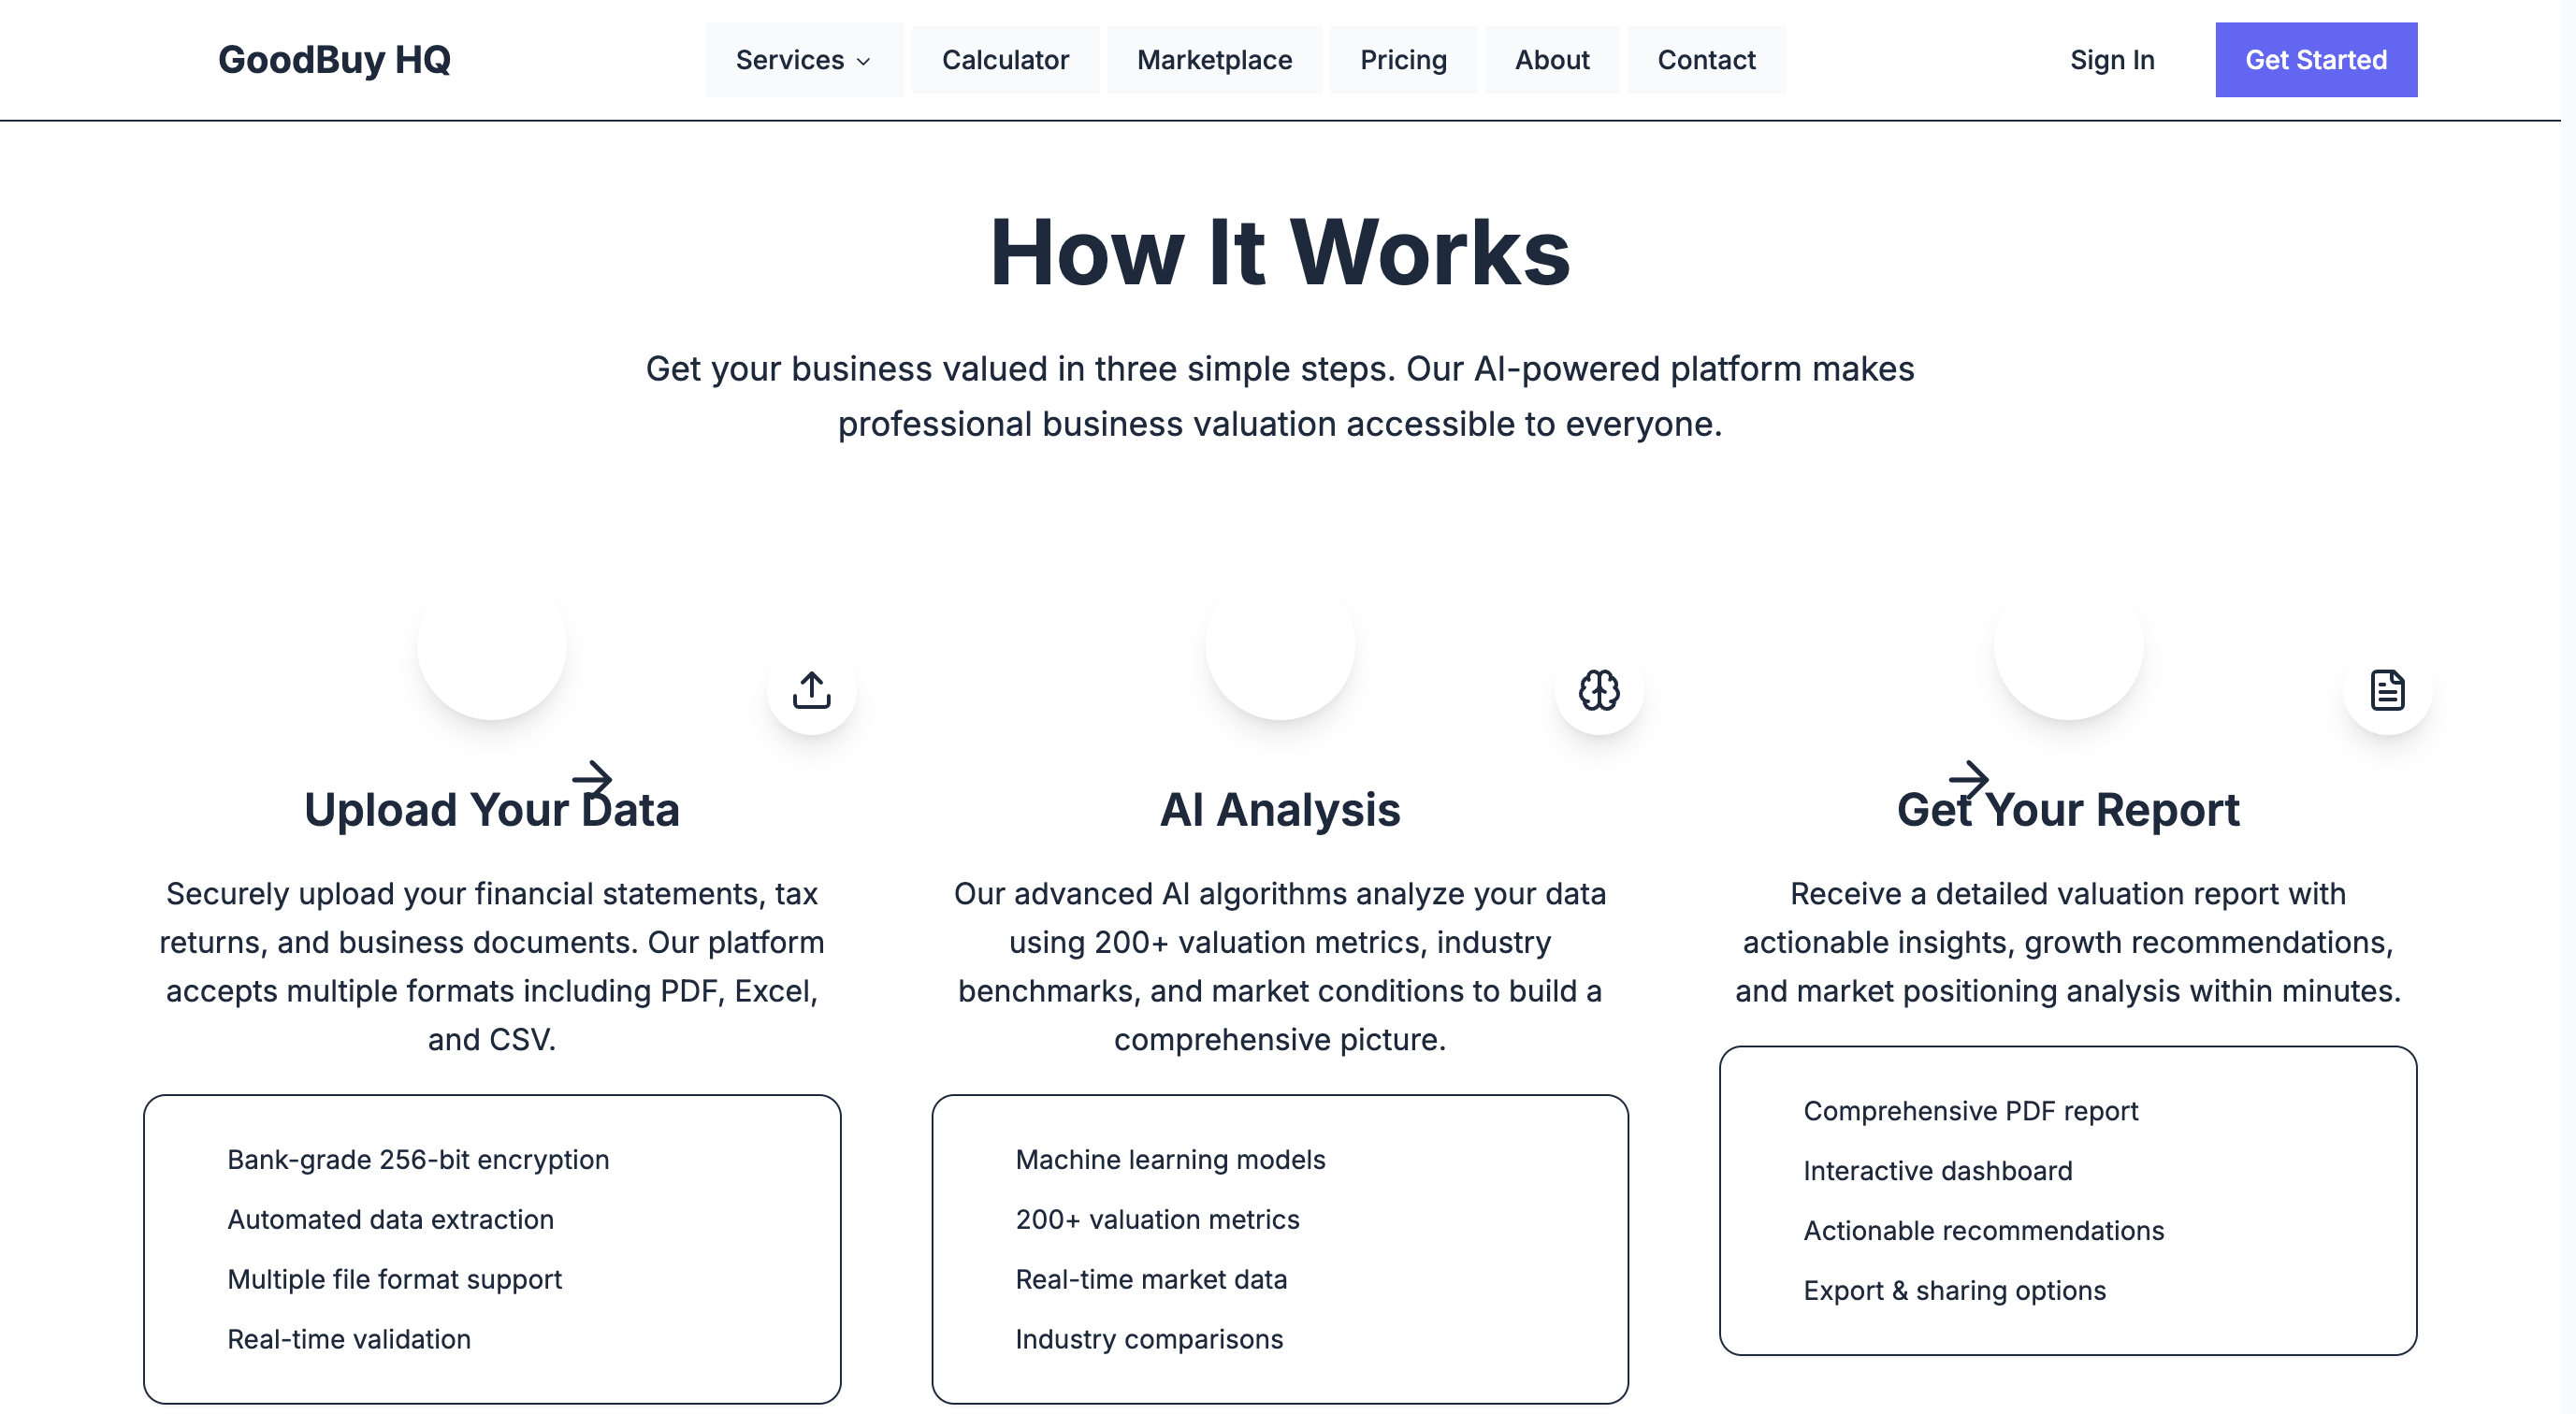 GoodBuy HQ
Services
Calculator
Marketplace
Pricing
About
Contact
Sign In
Get Started
How It Works
Get your business valued in three simple steps. Our AI-powered platform makes
professional business valuation accessible to everyone.
Upload Your Data
Securely upload your financial statements, tax
returns, and business documents. Our platform
accepts multiple formats including PDF, Excel,
and CSV.
Bank-grade 256-bit encryption
Automated data extraction
Multiple file format support
Real-time validation
AI Analysis
Our advanced AI algorithms analyze your data
using 200+ valuation metrics, industry
benchmarks, and market conditions to build a
comprehensive picture.
Machine learning models
200+ valuation metrics
Real-time market data
Industry comparisons
Get Your Report
Receive a detailed valuation report with
actionable insights, growth recommendations,
and market positioning analysis within minutes.
Comprehensive PDF report
Interactive dashboard
Actionable recommendations
Export & sharing options